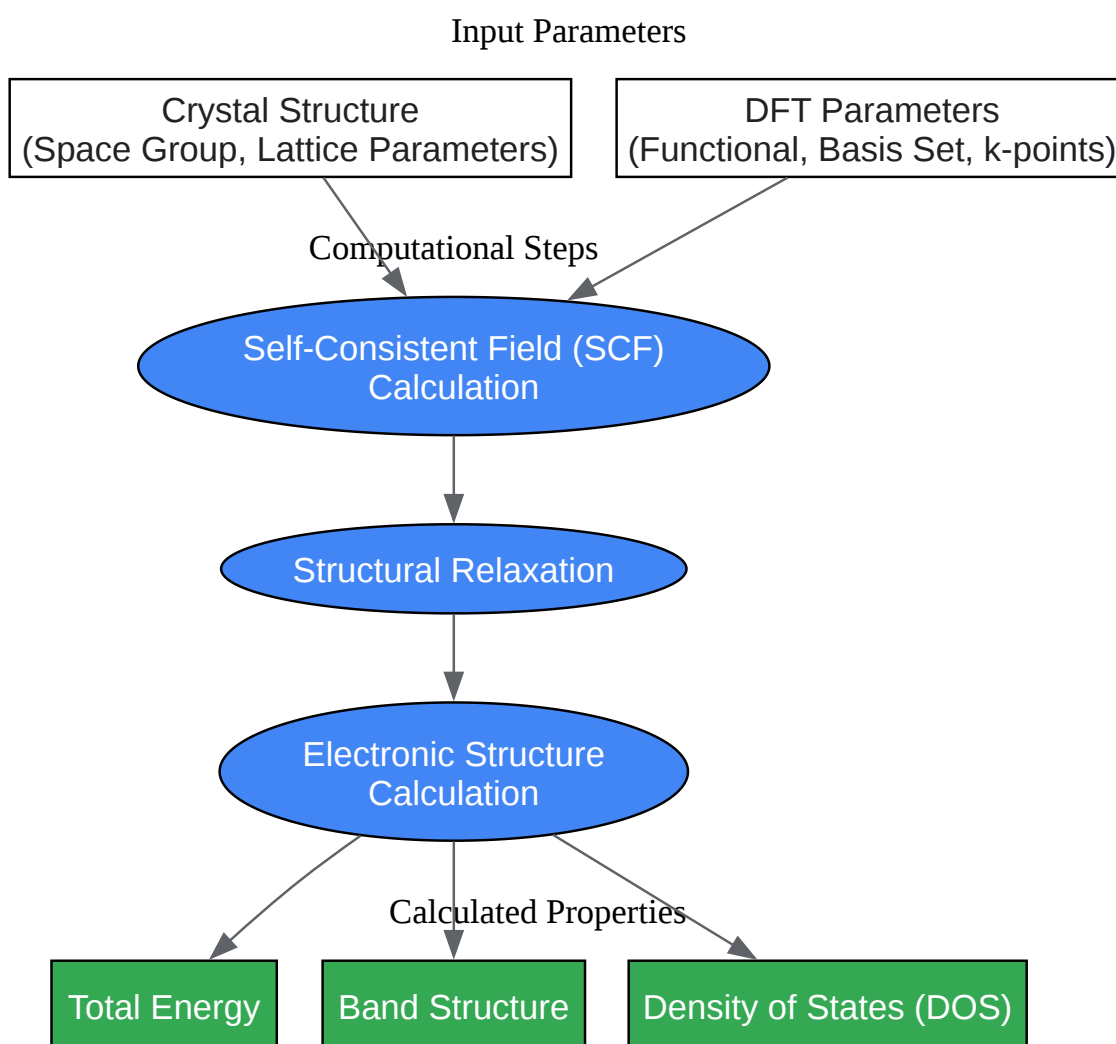 Input Parameters
Crystal Structure
(Space Group, Lattice Parameters)
DFT Parameters
(Functional, Basis Set, k-points)
Computational Steps
Self-Consistent Field (SCF)
Calculation
Structural Relaxation
Electronic Structure
Calculation
Calculated Properties
Total Energy
Band Structure
Density of States (DOS)